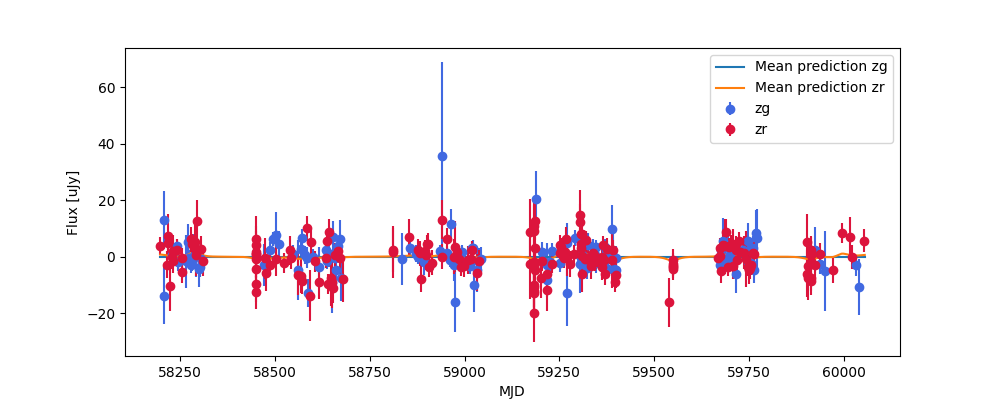 Mean prediction zg
Mean prediction zr
zg
zr
Flux [uJy]
60
40
20
0
−20
58250 58500 58750 59000 59250 59500 59750 60000
MJD